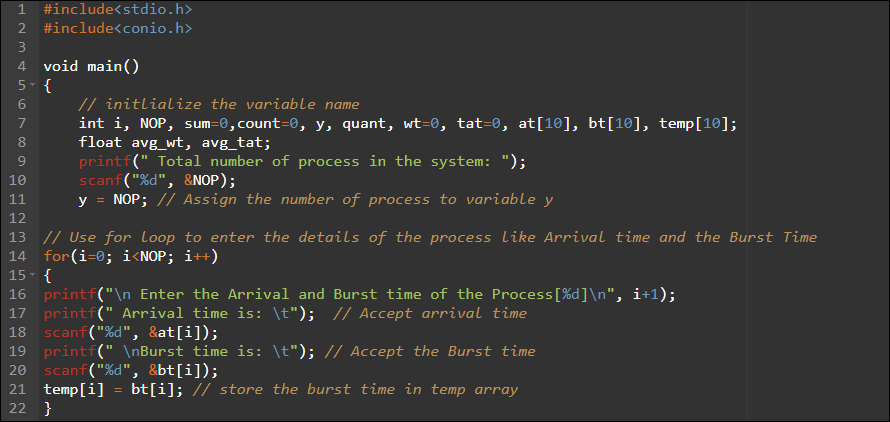 1 #include<stdio.h>
2 #include<conio.h>
3
4 void main()
5 {
6     // initlialize the variable name
7     int i, NOP, sum=0,count=0, y, quant, wt=0, tat=0, at[10], bt[10], temp[10];
8     float avg_wt, avg_tat;
9     printf(" Total number of process in the system: ");
10     scanf("%d", &NOP);
11     y = NOP; // Assign the number of process to variable y
12
13 // Use for loop to enter the details of the process like Arrival time and the Burst Time
14 for(i=0; i<NOP; i++)
15 {
16 printf("\n Enter the Arrival and Burst time of the Process[%d]\n", i+1);
17 printf(" Arrival time is: \t");  // Accept arrival time
18 scanf("%d", &at[i]);
19 printf(" \nBurst time is: \t"); // Accept the Burst time
20 scanf("%d", &bt[i]);
21 temp[i] = bt[i]; // store the burst time in temp array
22 }